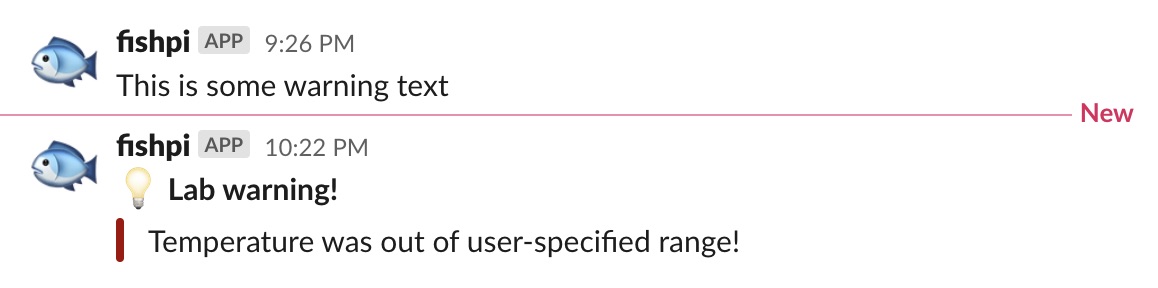 fishpi APP 9:26 PM
This is some warning text
New
fishpi APP 10:22 PM
Lab warning!
Temperature was out of user-specified range!